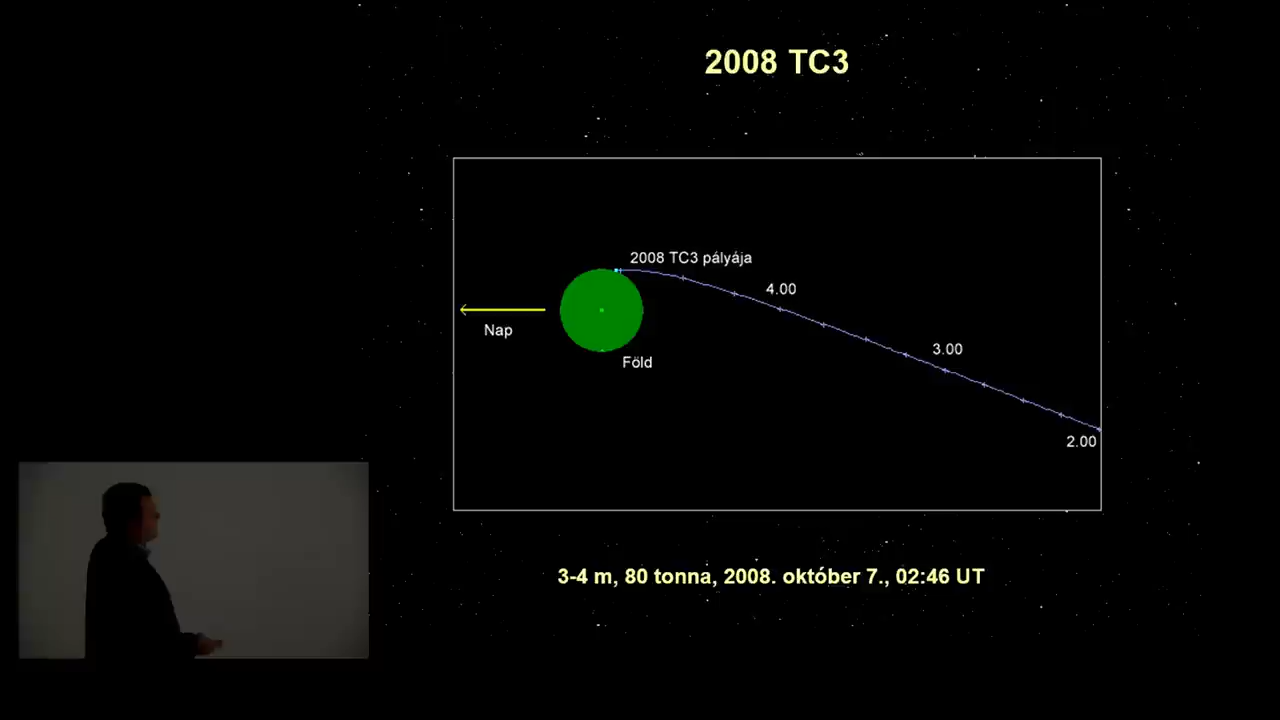 2008 TC3
2008 TC3 pályája
4.00
Nap
3.00
Föld
2.00
3-4 m, 80 tonna, 2008. október 7., 02:46 UT